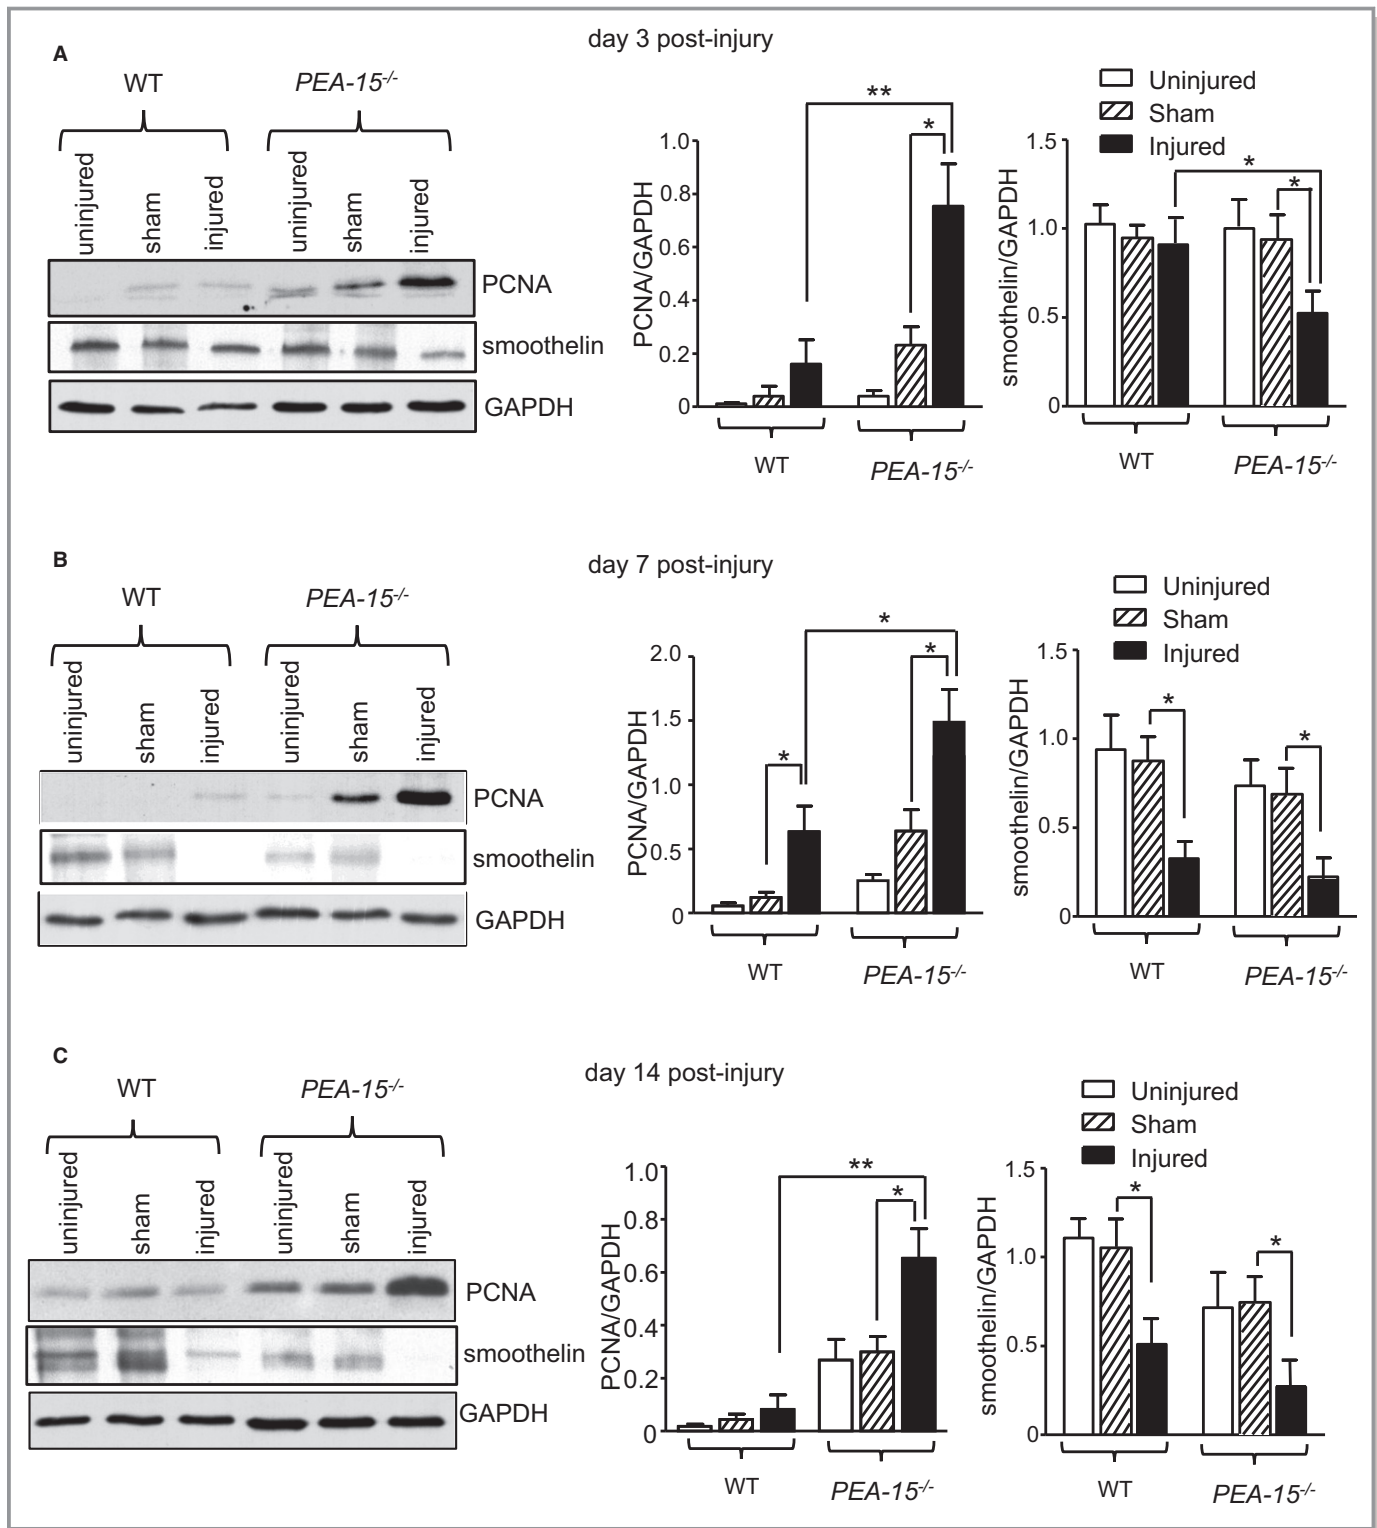 A
day 3 post-injury
WT
PEA-15-/-
uninjured
sham
injured
uninjured
sham
injured
PCNA
smoothelin
GAPDH
**
*
1.0
0.8
0.6
0.4
0.2
0
PCNA/GAPDH
WT
PEA-15-/-
Uninjured
Sham
Injured
*
*
1.5
1.0
0.5
0
smoothelin/GAPDH
WT
PEA-15-/-
B
day 7 post-injury
WT
PEA-15-/-
uninjured
sham
injured
uninjured
sham
injured
PCNA
smoothelin
GAPDH
*
*
*
2.0
1.5
1.0
0.5
0
PCNA/GAPDH
WT
PEA-15-/-
Uninjured
Sham
Injured
*
*
1.5
1.0
0.5
0
smoothelin/GAPDH
WT
PEA-15-/-
C
day 14 post-injury
WT
PEA-15-/-
uninjured
sham
injured
uninjured
sham
injured
PCNA
smoothelin
GAPDH
**
*
1.0
0.8
0.6
0.4
0.2
0
PCNA/GAPDH
WT
PEA-15-/-
Uninjured
Sham
Injured
*
*
1.5
1.0
0.5
0
smoothelin/GAPDH
WT
PEA-15-/-